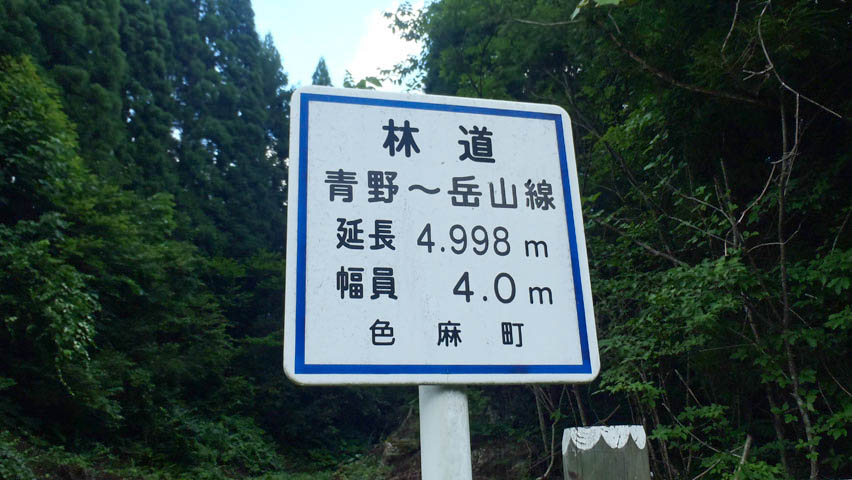 林道
青野～岳山線
延長 4.998 m
幅員 4.0 m
色麻町